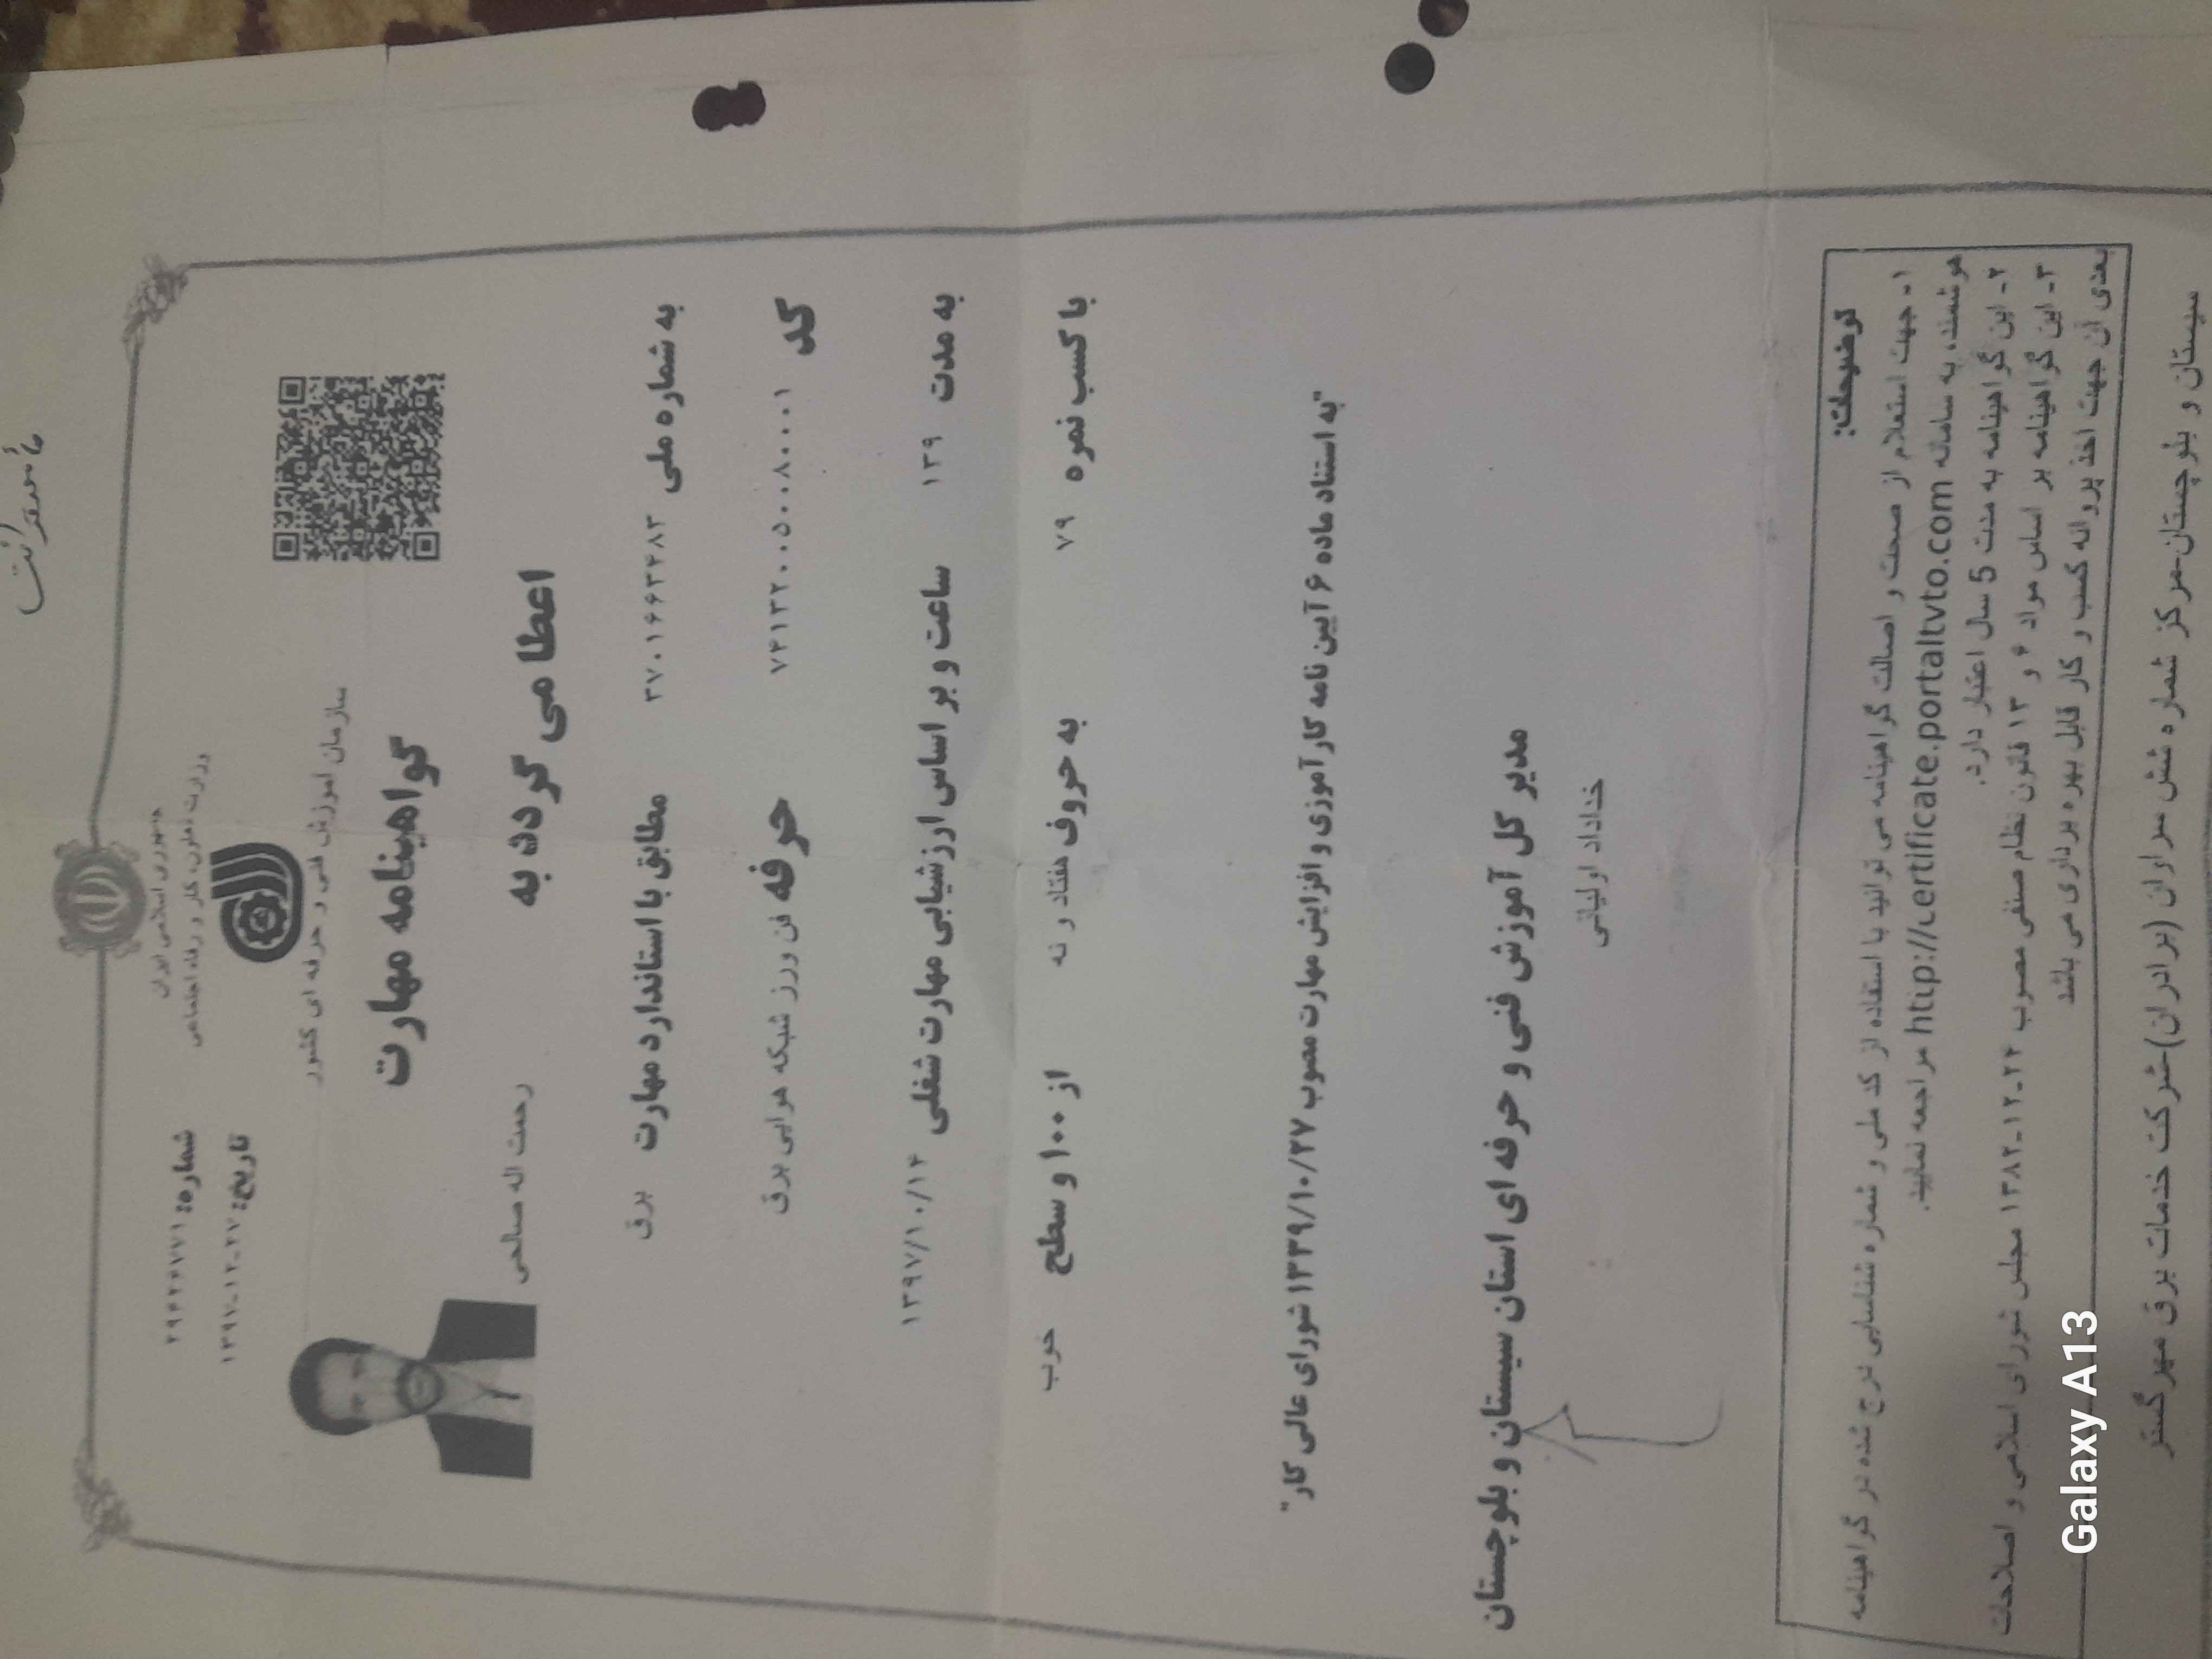 جمهوری اسلامی ایران
وزارت تعاون، کار و رفاه اجتماعی
شماره: ۲۹۶۲۶۷۷۱
تاریخ: ۱۳۹۷-۱۲-۲۷
سازمان آموزش فنی و حرفه ای کشور
گواهینامه مهارت
اعطا می گردد به رحمت اله صالحی
به شماره ملی ۳۷۰۱۶۶۳۴۸۳ مطابق با استاندارد مهارت برق
کد ۷۴۱۳۲۰۰۵۰۰۸۰۰۰۱ حرفه فن ورز شبکه هوایی برق
به مدت ۱۳۹ ساعت و بر اساس ارزشیابی مهارت شغلی ۱۳۹۷/۱۰/۱۴
با کسب نمره ۷۹ به حروف هفتاد و نه از ۱۰۰ و سطح خوب
"به استناد ماده ۶ آیین نامه کارآموزی و افزایش مهارت مصوب ۱۳۳۹/۱۰/۲۷ شورای عالی کار"
مدیر کل آموزش فنی و حرفه ای استان سیستان و بلوچستان
خداداد اولیائی
توضیحات:
۱- جهت استعلام از صحت و اصالت گواهینامه می توانید با استفاده از کد ملی و شماره شناسایی درج شده در گواهینامه
هوشمند، به سامانه http://certificate.portaltvto.com مراجعه نمایید.
۲- این گواهینامه به مدت 5 سال اعتبار دارد.
۳- این گواهینامه بر اساس مواد ۶ و ۱۳ قانون نظام صنفی مصوب ۲۴-۱۲-۱۳۸۲ مجلس شورای اسلامی و اصلاحات
بعدی آن جهت اخذ پروانه کسب و کار قابل بهره برداری می باشد
Galaxy A13
سیستان و بلوچستان-مرکز شماره شش سراوان (برادران)-شرکت خدمات برق مهرگستر